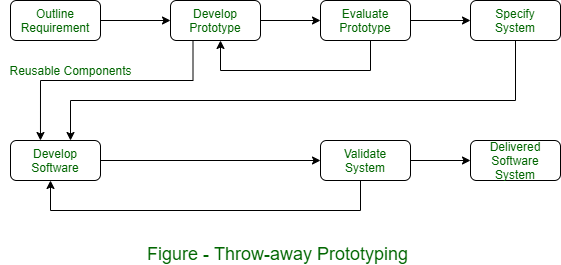 Outline
Requirement
Develop
Prototype
Evaluate
Prototype
Specify
System
Reusable Components
Develop
Software
Validate
System
Delivered
Software
System
Figure - Throw-away Prototyping